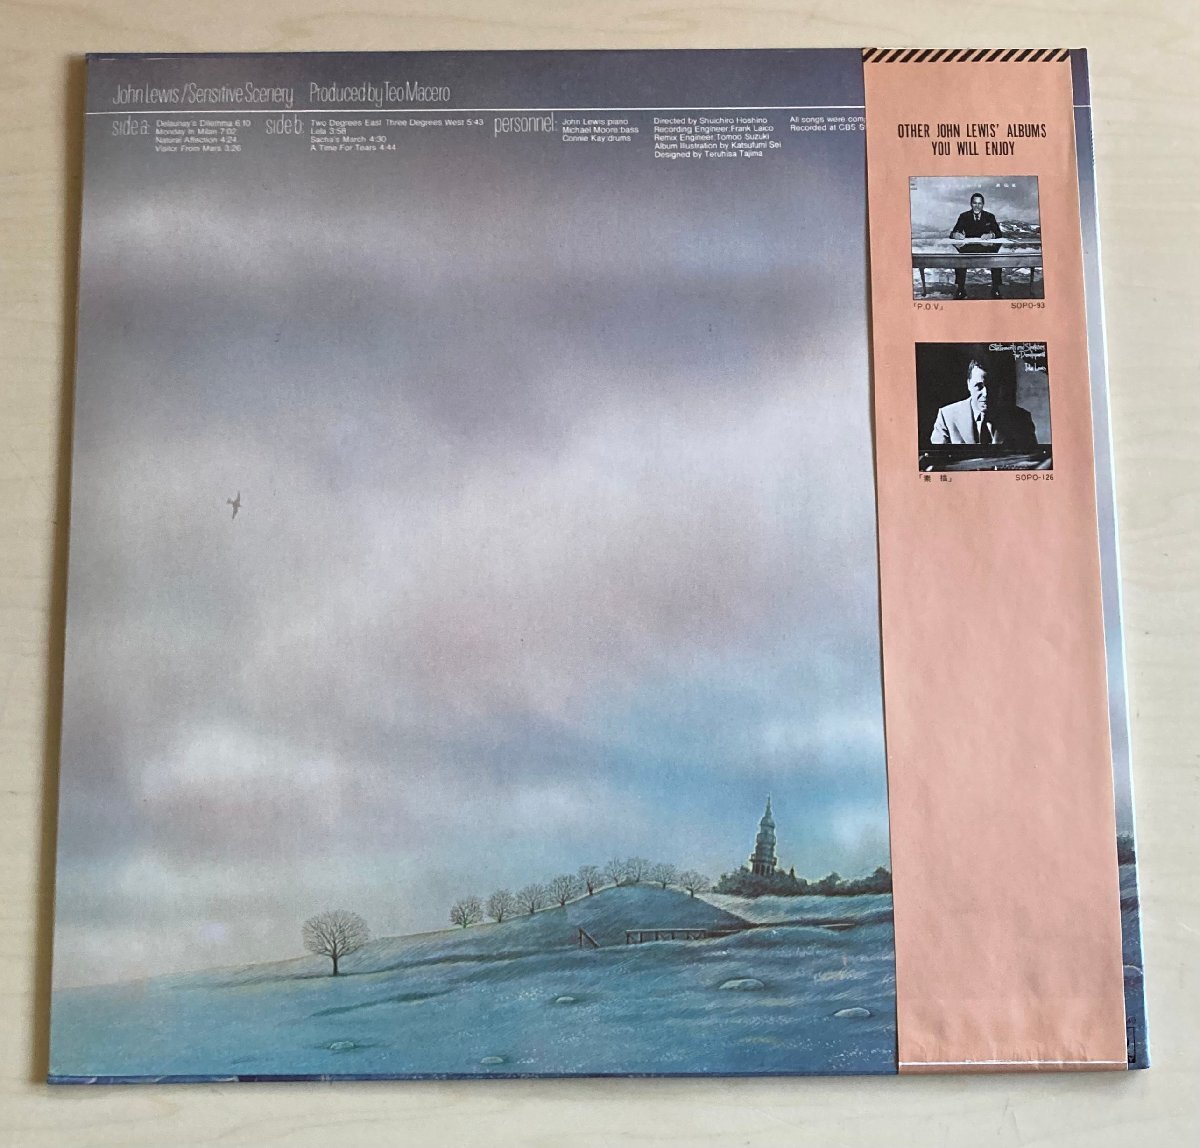 John Lewis/Sensitive Scenery Produced by Teo Macero
side a:
Delaunay's Dilemma 6:10
Monday In Milan 7:02
Natural Affection 4:24
Visitor From Mars 3:26
side b:
Two Degrees East Three Degrees West 5:43
Lala 3:58
Sacha's March 4:30
A Time For Tears 4:44
personnel:
John Lewis piano
Michael Moore bass
Connie Kay drums
Directed by Shuichiro Hoshino
Recording Engineer Frank Laico
Remix Engineer Tomoo Suzuki
Album Illustration by Katsufumi Sei
Designed by Teruhisa Tajima
All songs were com
Recorded at CBS S
OTHER JOHN LEWIS' ALBUMS
YOU WILL ENJOY
「P.O.V」 SOPO-93
John Lewis
「素 描」 SOPO-126